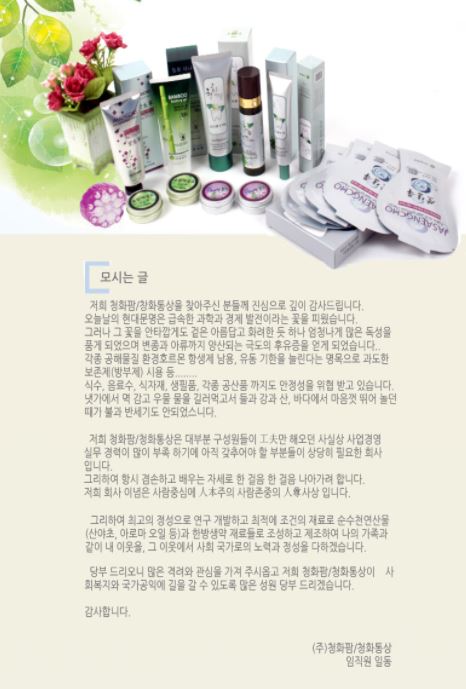 BAMBOO
JASAENGCHO
모시는 글
저희 청화팜/창화통상을 찾아주신 분들께 진심으로 깊이 감사드립니다.
오늘날의 현대문명은 급속한 과학과 경제 발전이라는 꽃을 피웠습니다.
그러나 그 꽃을 안타깝게도 겉은 아름답고 화려한 듯 하나 엄청나게 많은 독성을
품게 되었으며 변종과 아류까지 양산되는 극도의 후유증을 얻게 되었습니다..
각종 공해물질 환경호르몬 항생제 남용, 유동 기한을 늘린다는 명목으로 과도한
보존제(방부제) 시용 등........
식수, 음료수, 식자재, 생필품, 각종 공산품 까지도 안정성을 위협 받고 있습니다.
냇가에서 멱 감고 우물 물을 길러먹고서 들과 강과 산, 바다에서 마음껏 뛰어 놀던
때가 불과 반세기도 안되었스니다.
저희 청화팜/청화통상은 대부분 구성원들이 工夫만 해오던 사실상 사업경영
실무 경력이 많이 부족 하기에 아직 갖추어야 할 부분들이 상당히 필요한 회사
입니다.
그리하여 항시 겸손하고 배우는 자세로 한 걸음 한 걸음 나아가려 합니다.
저희 회사 이념은 사람중심에 人本주의 사람존중의 人尊사상 입니다.
그리하여 최고의 정성으로 연구 개발하고 최적에 조건의 재료로 순수천연산물
(산야초, 아로마 오일 등)과 한방생약 재료들로 조성하고 제조하여 나의 가족과
같이 내 이웃을, 그 이웃에서 사회 국가로의 노력과 정성을 다하겠습니다.
당부 드리오니 많은 격려와 관심을 가져 주시옵고 저희 청화팜/청화통상이 사
회복지와 국가공익에 길을 갈 수 있도록 많은 성원 당부 드리겠습니다.
감사합니다.
(주)청화팜/청화통상
임직원 일동